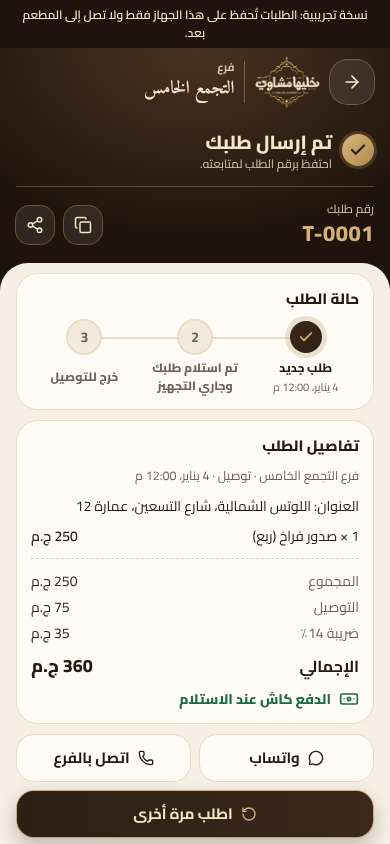 نسخة تجريبية: الطلبات تُحفظ على هذا الجهاز فقط ولا تصل إلى المطعم
بعد.
خليها مشاوي
فرع
التجمع الخامس
تم إرسال طلبك
احتفظ برقم الطلب لمتابعته.
رقم طلبك
T-0001
حالة الطلب
2
3
طلب جديد
4 يناير، 12:00 م
تم استلام طلبك
وجاري التجهيز
خرج للتوصيل
تفاصيل الطلب
فرع التجمع الخامس · توصيل · 4 يناير، 12:00 م
العنوان: اللوتس الشمالية، شارع التسعين، عمارة 12
1 × صدور فراخ (ربع) 250 ج.م
المجموع 250 ج.م
التوصيل 75 ج.م
ضريبة 14٪ 35 ج.م
الإجمالي 360 ج.م
الدفع كاش عند الاستلام
واتساب
اتصل بالفرع
اطلب مرة أخرى